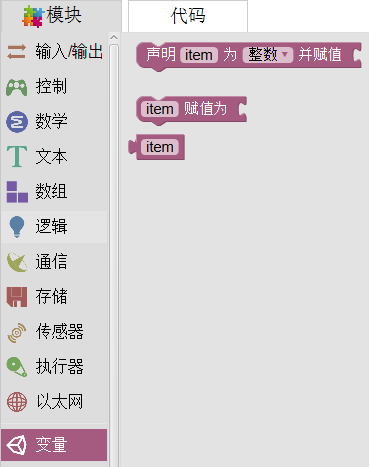 模块
代码
输入/输出
控制
数学
文本
数组
逻辑
通信
存储
传感器
执行器
以太网
变量
声明 item 为 整数 并赋值
item 赋值为
item